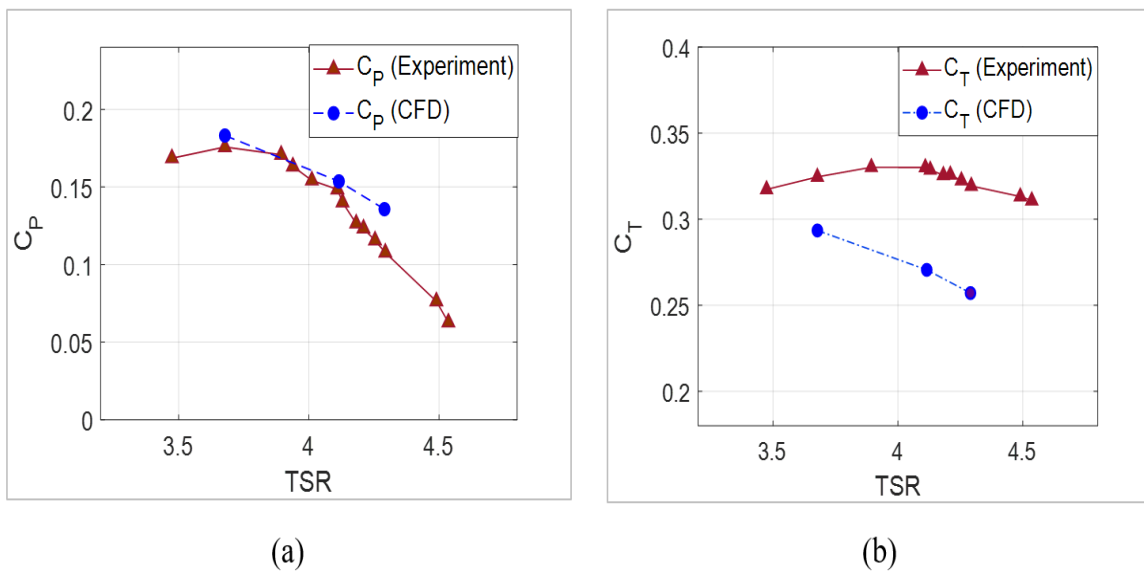 C_P (Experiment)
C_P (CFD)
0.2
0.15
0.1
0.05
0
C_P
3.5
4
4.5
TSR
(a)
C_T (Experiment)
C_T (CFD)
0.4
0.35
0.3
0.25
0.2
C_T
3.5
4
4.5
TSR
(b)